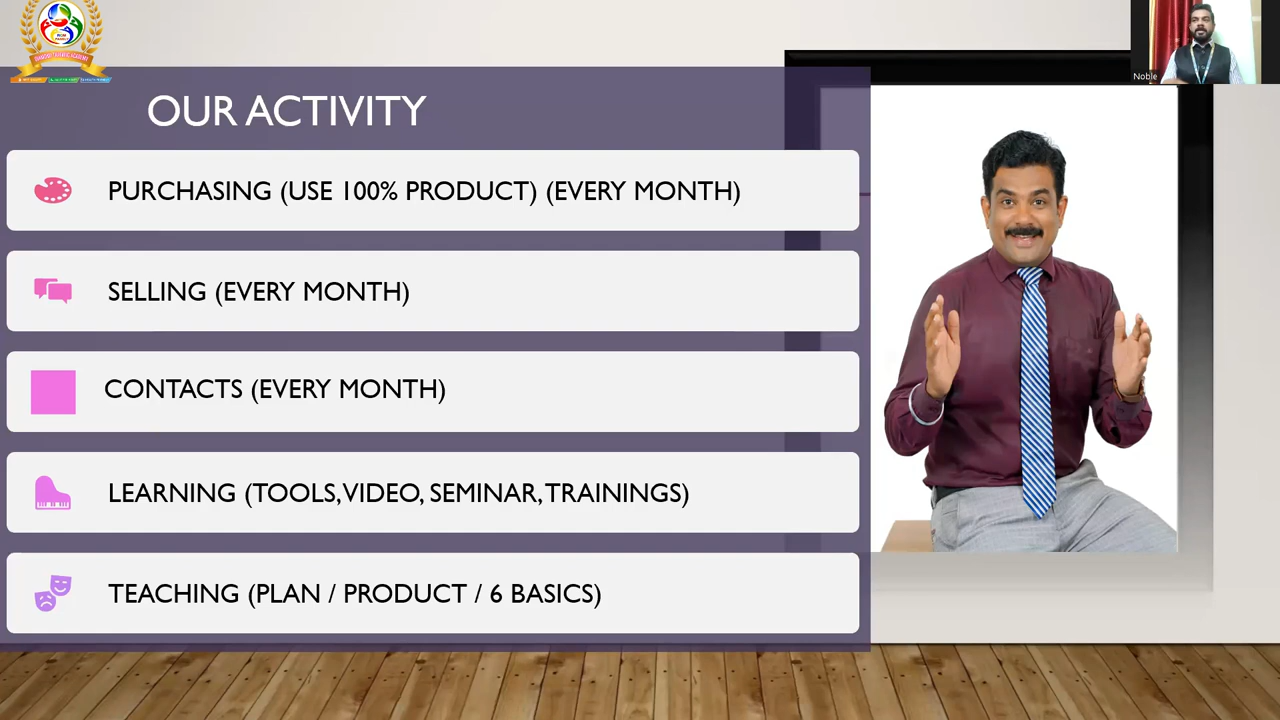 OUR ACTIVITY
PURCHASING (USE 100% PRODUCT) (EVERY MONTH)
SELLING (EVERY MONTH)
CONTACTS (EVERY MONTH)
LEARNING (TOOLS, VIDEO, SEMINAR, TRAININGS)
TEACHING (PLAN / PRODUCT / 6 BASICS)
Noble